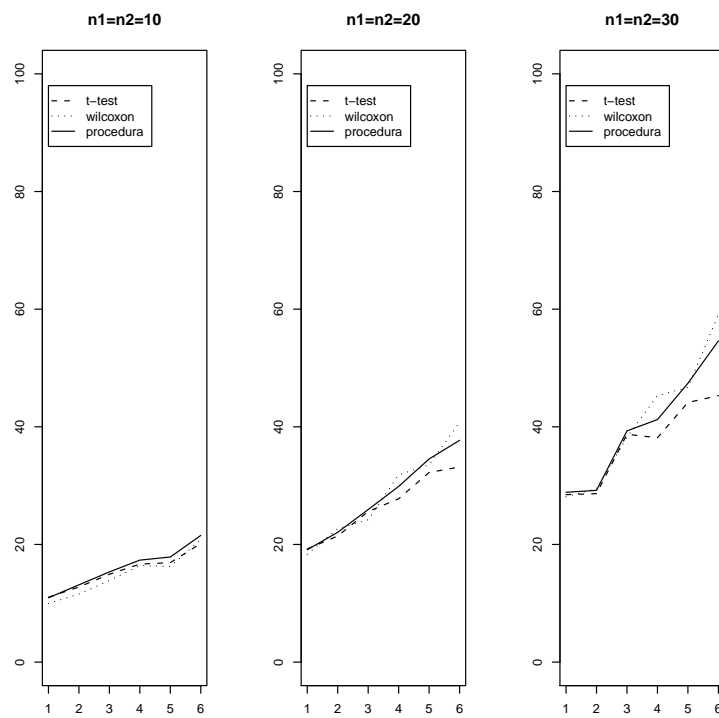 n1=n2=10
100
80
60
40
20
0
t−test
wilcoxon
procedura
1 2 3 4 5 6
n1=n2=20
100
80
60
40
20
0
t−test
wilcoxon
procedura
1 2 3 4 5 6
n1=n2=30
100
80
60
40
20
0
t−test
wilcoxon
procedura
1 2 3 4 5 6